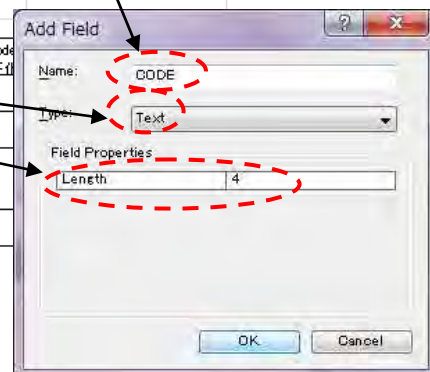 Add Field
Name: CODE
Type: Text
Field Properties
Length 4
OK
Cancel